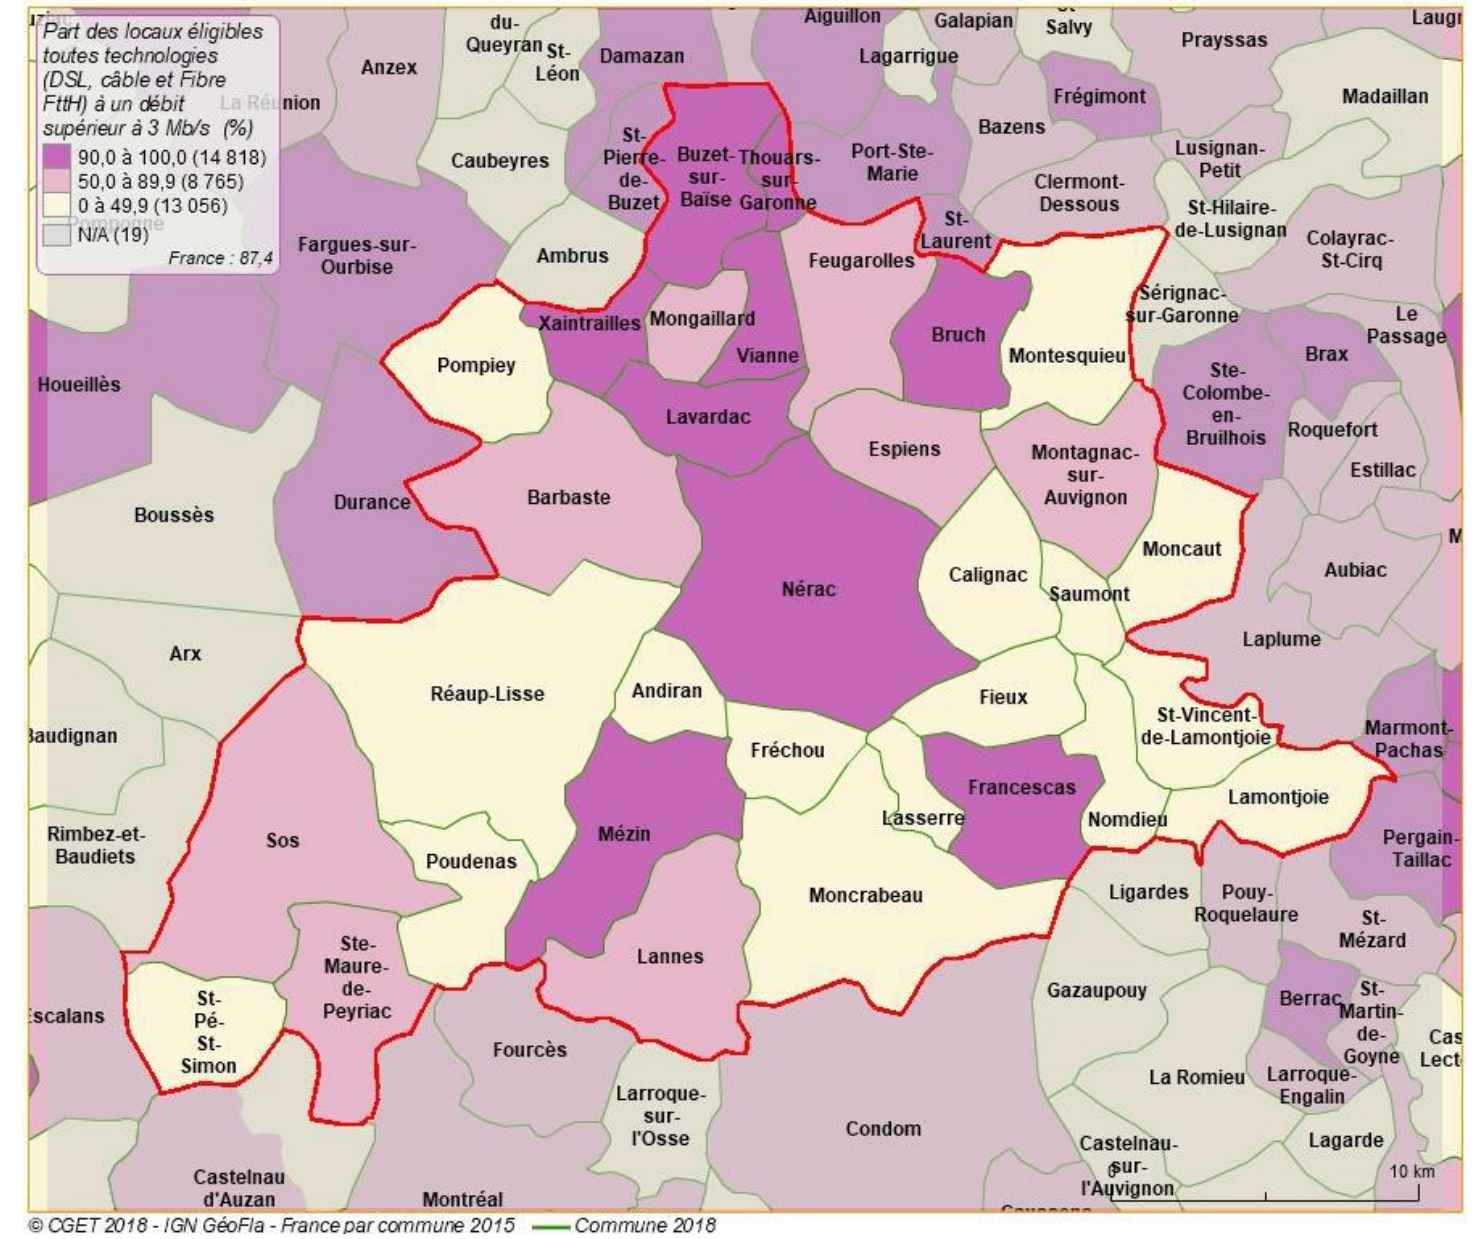 Part des locaux éligibles
toutes technologies
(DSL, câble et Fibre
FttH) à un débit
supérieur à 3 Mb/s (%)
90,0 à 100,0 (14 818)
50,0 à 89,9 (8 765)
0 à 49,9 (13 056)
N/A (19)
France : 87,4
La Réunion
Pompogne
Anzex
du-
Queyran
St-
Léon
Damazan
Aiguillon
Lagarrigue
Galapian
St-
Salvy
Prayssas
Frégimont
Madaillan
Bazens
Caubeyres
St-
Pierre-
de-
Buzet
Buzet-
sur-
Baïse
Thouars-
sur-
Garonne
Port-Ste-
Marie
Clermont-
Dessous
Lusignan-
Petit
St-Hilaire-
de-Lusignan
Colayrac-
St-Cirq
St-
Laurent
Fargues-sur-
Ourbise
Ambrus
Feugarolles
Sérignac-
sur-Garonne
Le
Passage
Xaintrailles
Mongaillard
Vianne
Bruch
Montesquieu
Brax
Pompiey
Houeillès
Ste-
Colombe-
en-
Bruilhois
Lavardac
Roquefort
Espiens
Montagnac-
sur-
Auvignon
Estillac
Barbaste
Durance
Boussès
Moncaut
Aubiac
Calignac
Nérac
Saumont
Laplume
Arx
Réaup-Lisse
Andiran
Fieux
St-Vincent-
de-Lamontjoie
Marmont-
Pachas
Baudignan
Fréchou
Francescas
Lamontjoie
Lasserre
Nomdieu
Rimbez-et-
Baudiets
Sos
Mézin
Poudenas
Pergain-
Taillac
Moncrabeau
Ligardes
Pouy-
Roquelaure
St-
Mézard
Ste-
Maure-
de-
Peyriac
Lannes
Gazaupouy
Berrac
St-
Martin-
de-
Goyne
Escalans
St-
Pé-
St-
Simon
Fourcès
La Romieu
Larroque-
Engalin
Larroque-
sur-
l'Osse
Condom
Lagarde
Castelnau-
sur-
l'Auvignon
Castelnau
d'Auzan
Montréal
0
10 km
© CGET 2018 - IGN GéoFla - France par commune 2015
Commune 2018